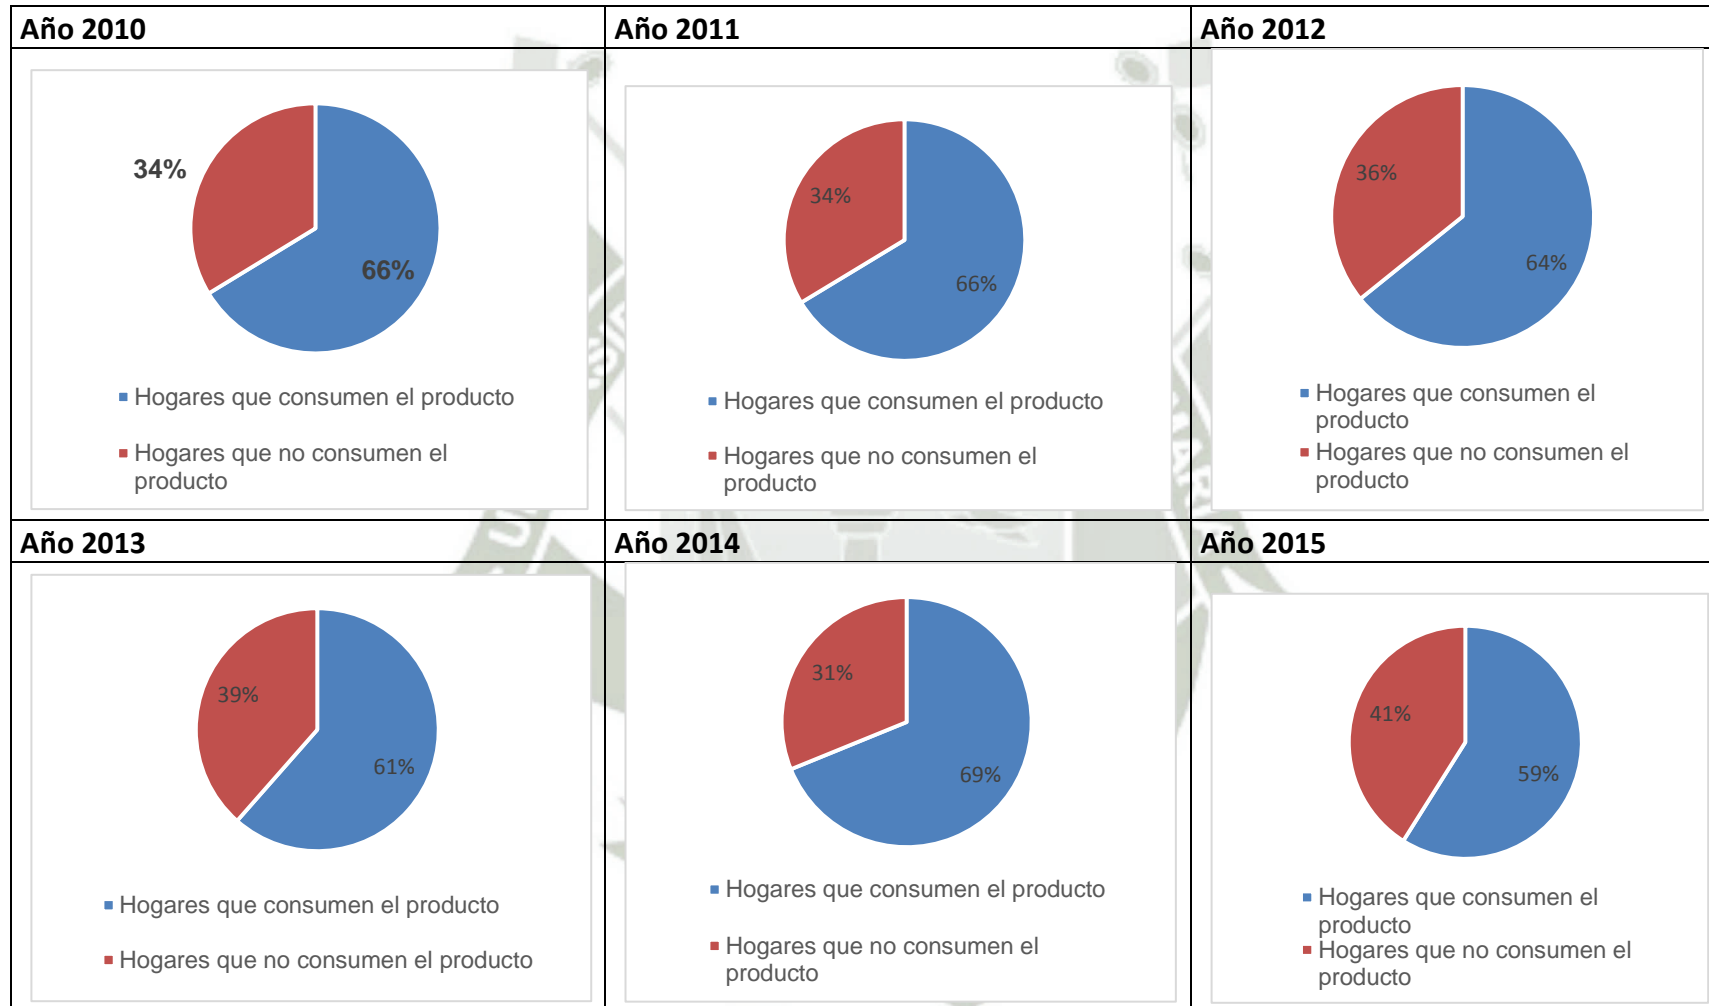 Año 2010
Año 2011
Año 2012
34%
66%
Hogares que consumen el producto
Hogares que no consumen el
producto
34%
66%
Hogares que consumen el producto
Hogares que no consumen el
producto
36%
64%
Hogares que consumen el
producto
Hogares que no consumen el
producto
Año 2013
Año 2014
Año 2015
39%
61%
Hogares que consumen el producto
Hogares que no consumen el producto
31%
69%
Hogares que consumen el producto
Hogares que no consumen el
producto
41%
59%
Hogares que consumen el
producto
Hogares que no consumen el
producto